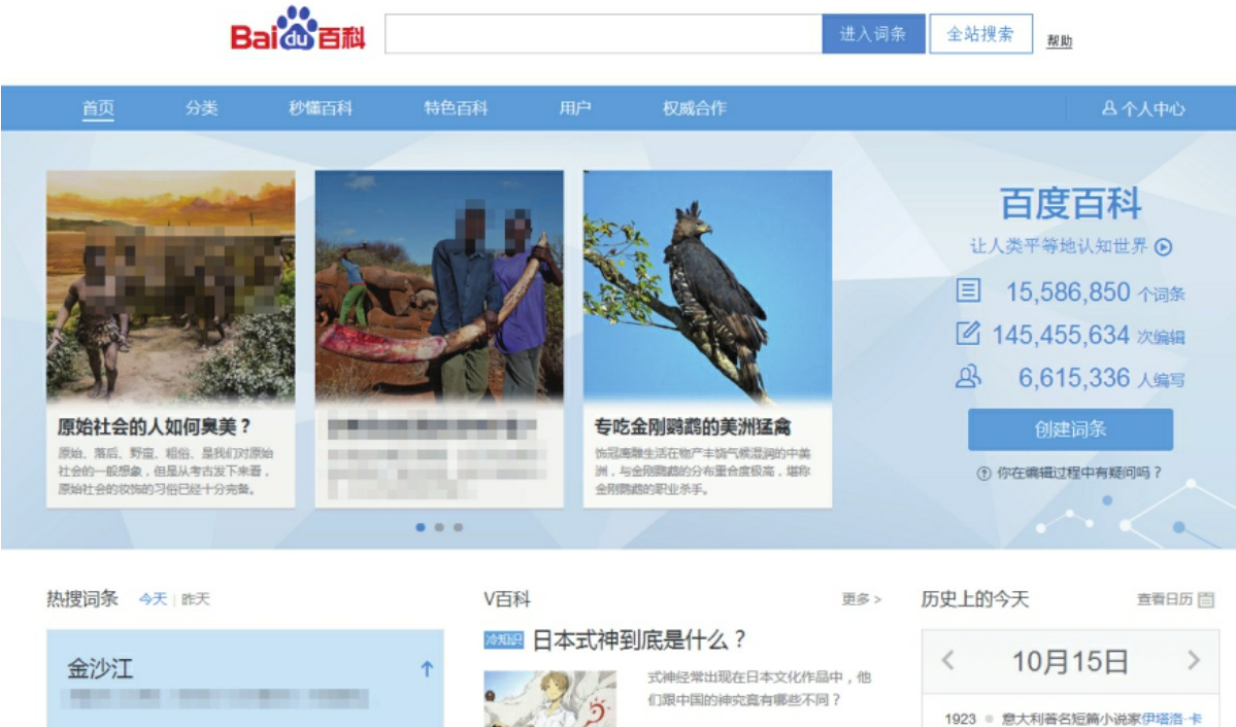 Baidu百科
进入词条
全站搜索
帮助
首页
分类
秒懂百科
特色百科
用户
权威合作
个人中心
原始社会的人如何臭美？
原始、落后、野蛮、粗俗、是我们对原始
社会的一般想象，但是从考古发下来看，
原始社会的妆饰的习俗已经十分完备。
专吃金刚鹦鹉的美洲猛禽
饰冠鹰雕生活在物产丰饶气候湿润的中美
洲，与金刚鹦鹉的分布重合度极高，堪称
金刚鹦鹉的职业杀手。
百度百科
让人类平等地认知世界
15,586,850 个词条
145,455,634 次编辑
6,615,336 人编写
创建词条
你在编辑过程中有疑问吗？
热搜词条 今天 | 昨天
金沙江
V百科
更多 >
冷知识 日本式神到底是什么？
式神经常出现在日本文化作品中，他
们跟中国的神究竟有哪些不同？
历史上的今天
查看日历
10月15日
1923 意大利著名短篇小说家伊塔洛·卡